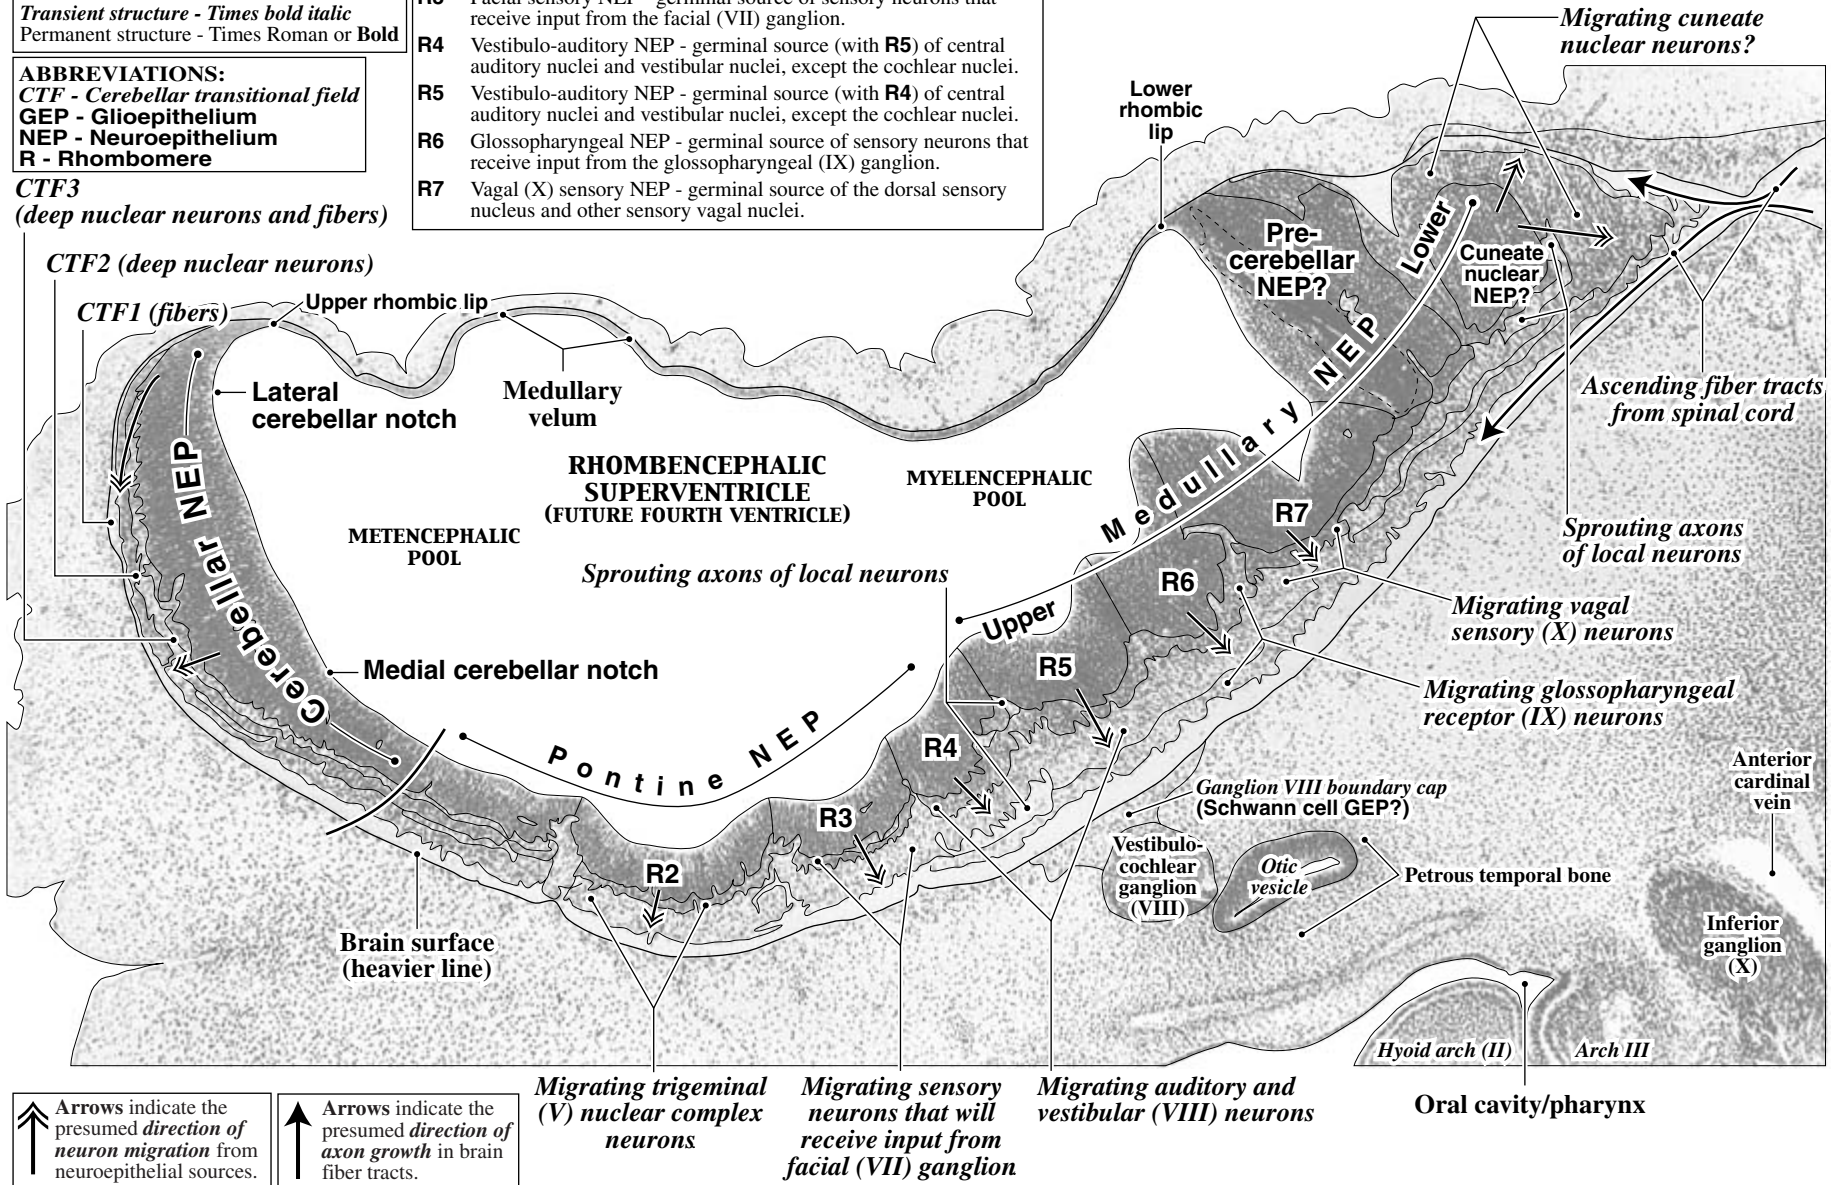 Transient structure - Times bold italic
Permanent structure - Times Roman or Bold
ABBREVIATIONS:
CTF - Cerebellar transitional field
GEP - Glioepithelium
NEP - Neuroepithelium
R - Rhombomere
R3 Facial sensory NEP - germinal source of sensory neurons that
receive input from the facial (VII) ganglion.
R4 Vestibulo-auditory NEP - germinal source (with R5) of central
auditory nuclei and vestibular nuclei, except the cochlear nuclei.
R5 Vestibulo-auditory NEP - germinal source (with R4) of central
auditory nuclei and vestibular nuclei, except the cochlear nuclei.
R6 Glossopharyngeal NEP - germinal source of sensory neurons that
receive input from the glossopharyngeal (IX) ganglion.
R7 Vagal (X) sensory NEP - germinal source of the dorsal sensory
nucleus and other sensory vagal nuclei.
Migrating cuneate
nuclear neurons?
Lower
rhombic
lip
CTF3
(deep nuclear neurons and fibers)
CTF2 (deep nuclear neurons)
CTF1 (fibers)
Upper rhombic lip
Lateral
cerebellar notch
Medullary
velum
Pre-
cerebellar
NEP?
Lower
Cuneate
nuclear
NEP?
Ascending fiber tracts
from spinal cord
RHOMBENCEPHALIC
SUPERVENTRICLE
(FUTURE FOURTH VENTRICLE)
METENCEPHALIC
POOL
MYELENCEPHALIC
POOL
Medullary NEP
Upper
Cerebellar NEP
Sprouting axons of local neurons
Sprouting axons
of local neurons
R7
R6
R5
R4
R3
R2
Migrating vagal
sensory (X) neurons
Migrating glossopharyngeal
receptor (IX) neurons
Medial cerebellar notch
Pontine NEP
Ganglion VIII boundary cap
(Schwann cell GEP?)
Vestibulo-
cochlear
ganglion
(VIII)
Otic
vesicle
Petrous temporal bone
Anterior
cardinal
vein
Inferior
ganglion
(X)
Brain surface
(heavier line)
Hyoid arch (II)
Arch III
Oral cavity/pharynx
Migrating trigeminal
(V) nuclear complex
neurons
Migrating sensory
neurons that will
receive input from
facial (VII) ganglion
Migrating auditory and
vestibular (VIII) neurons
Arrows indicate the
presumed direction of
neuron migration from
neuroepithelial sources.
Arrows indicate the
presumed direction of
axon growth in brain
fiber tracts.